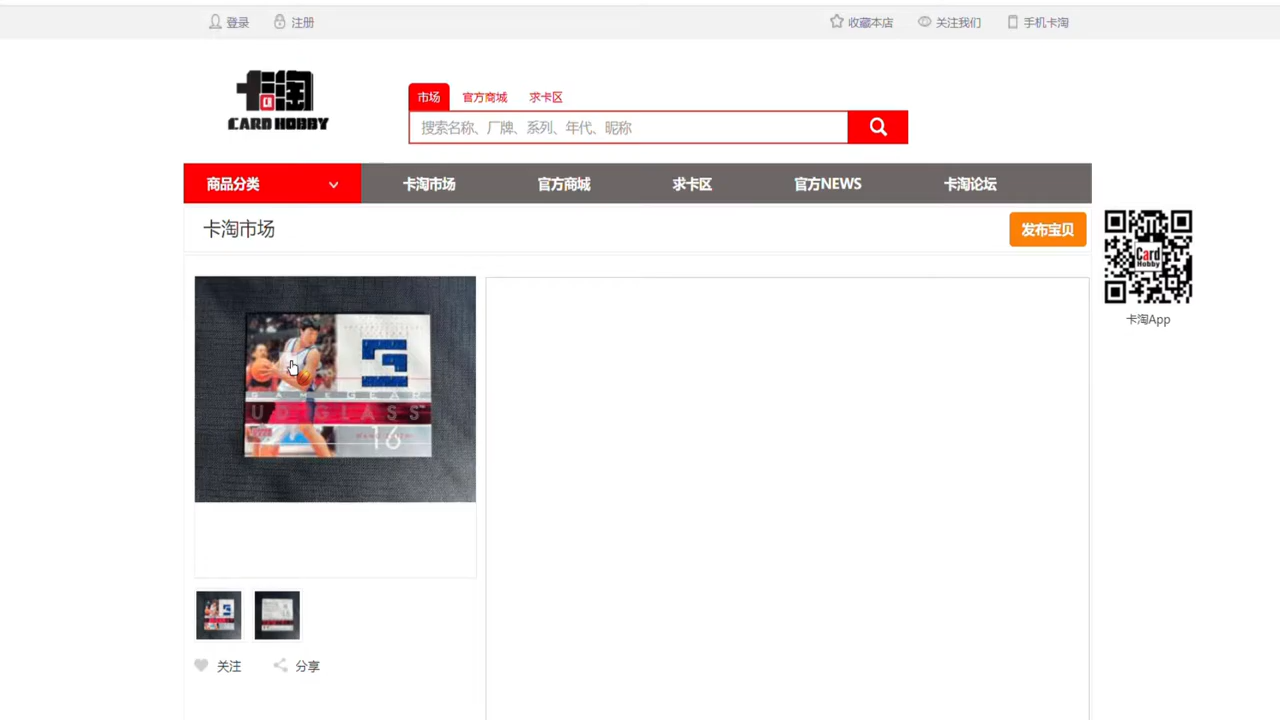 登录 注册 收藏本店 关注我们 手机卡淘
卡淘
CARD HOBBY
市场 官方商城 求卡区
搜索名称、厂牌、系列、年代、昵称
商品分类 卡淘市场 官方商城 求卡区 官方NEWS 卡淘论坛
卡淘市场 发布宝贝
Card
Hobby
卡淘App
GAME GEAR
UD GLASS
16
关注 分享